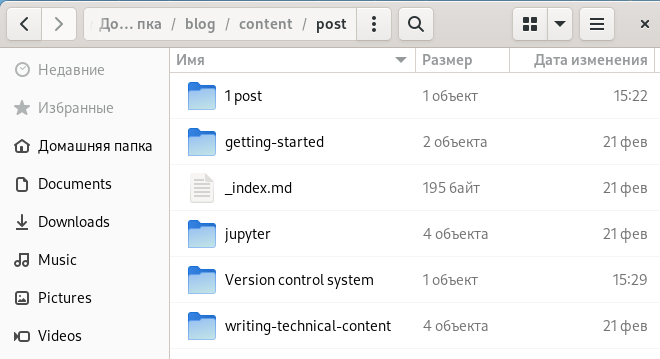 До… пка / blog / content / post
Имя Размер Дата изменения
Недавние
Избранные
Домашняя папка
Documents
Downloads
Music
Pictures
Videos
1 post 1 объект 15:22
getting-started 2 объекта 21 фев
_index.md 195 байт 21 фев
jupyter 4 объекта 21 фев
Version control system 1 объект 15:29
writing-technical-content 4 объекта 21 фев